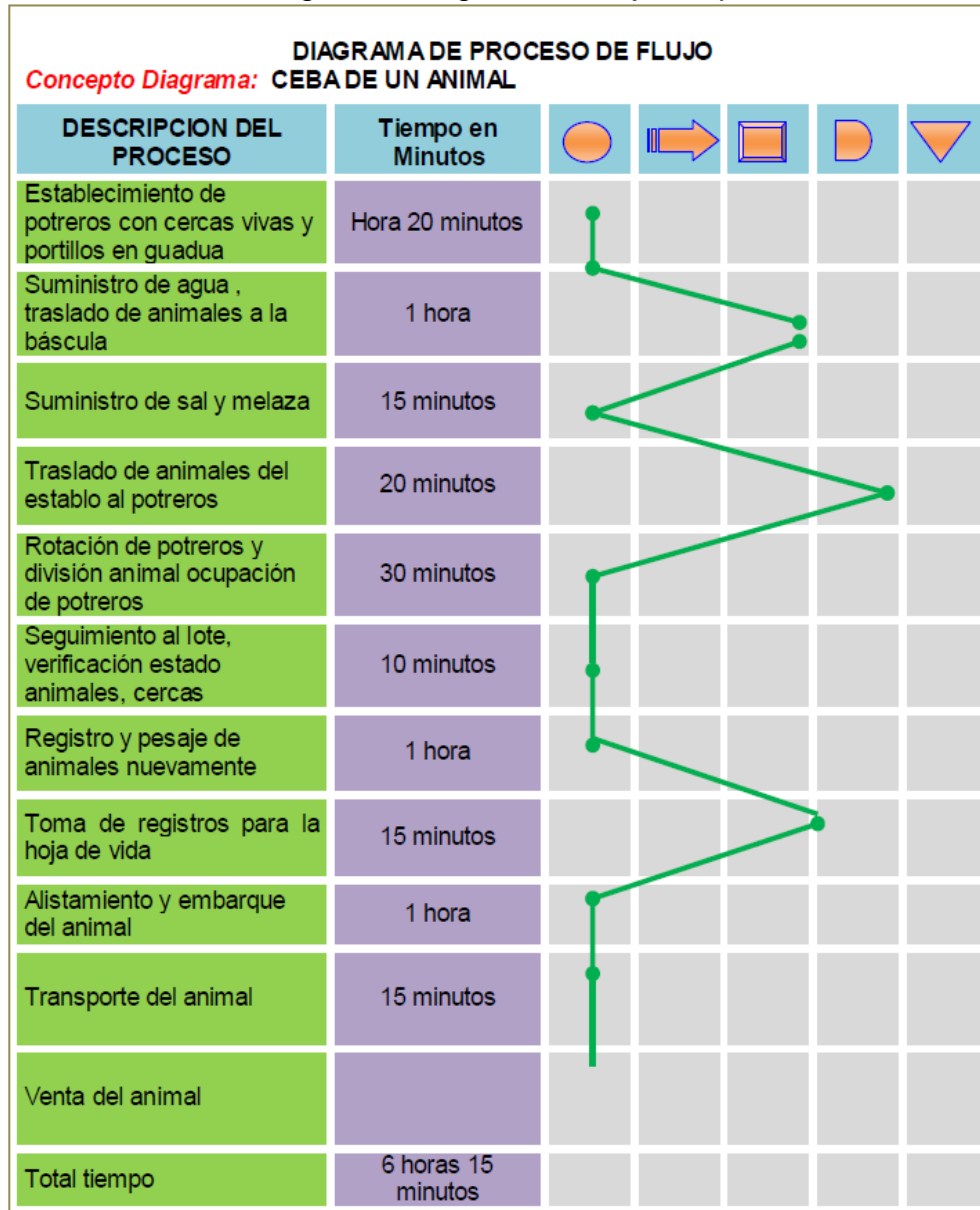 DIAGRAMA DE PROCESO DE FLUJO
Concepto Diagrama: CEBA DE UN ANIMAL
DESCRIPCION DEL
PROCESO
Tiempo en
Minutos
Establecimiento de
potreros con cercas vivas y
portillos en guadua
Hora 20 minutos
Suministro de agua ,
traslado de animales a la
báscula
1 hora
Suministro de sal y melaza
15 minutos
Traslado de animales del
establo al potreros
20 minutos
Rotación de potreros y
división animal ocupación
de potreros
30 minutos
Seguimiento al lote,
verificación estado
animales, cercas
10 minutos
Registro y pesaje de
animales nuevamente
1 hora
Toma de registros para la
hoja de vida
15 minutos
Alistamiento y embarque
del animal
1 hora
Transporte del animal
15 minutos
Venta del animal
Total tiempo
6 horas 15
minutos